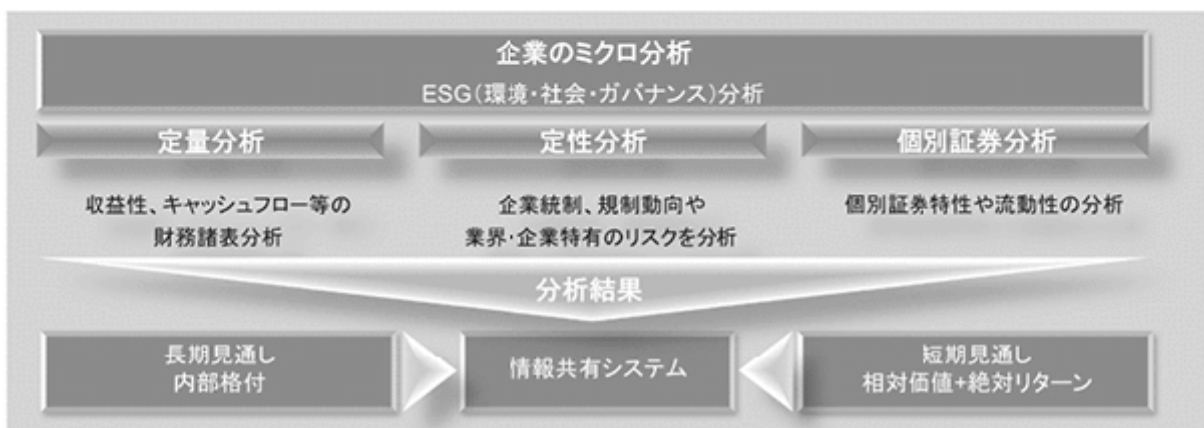 企業のミクロ分析
ESG(環境・社会・ガバナンス)分析
定量分析
収益性、キャッシュフロー等の
財務諸表分析
定性分析
企業統制、規制動向や
業界・企業特有のリスクを分析
個別証券分析
個別証券特性や流動性の分析
分析結果
長期見通し
内部格付
情報共有システム
短期見通し
相対価値+絶対リターン